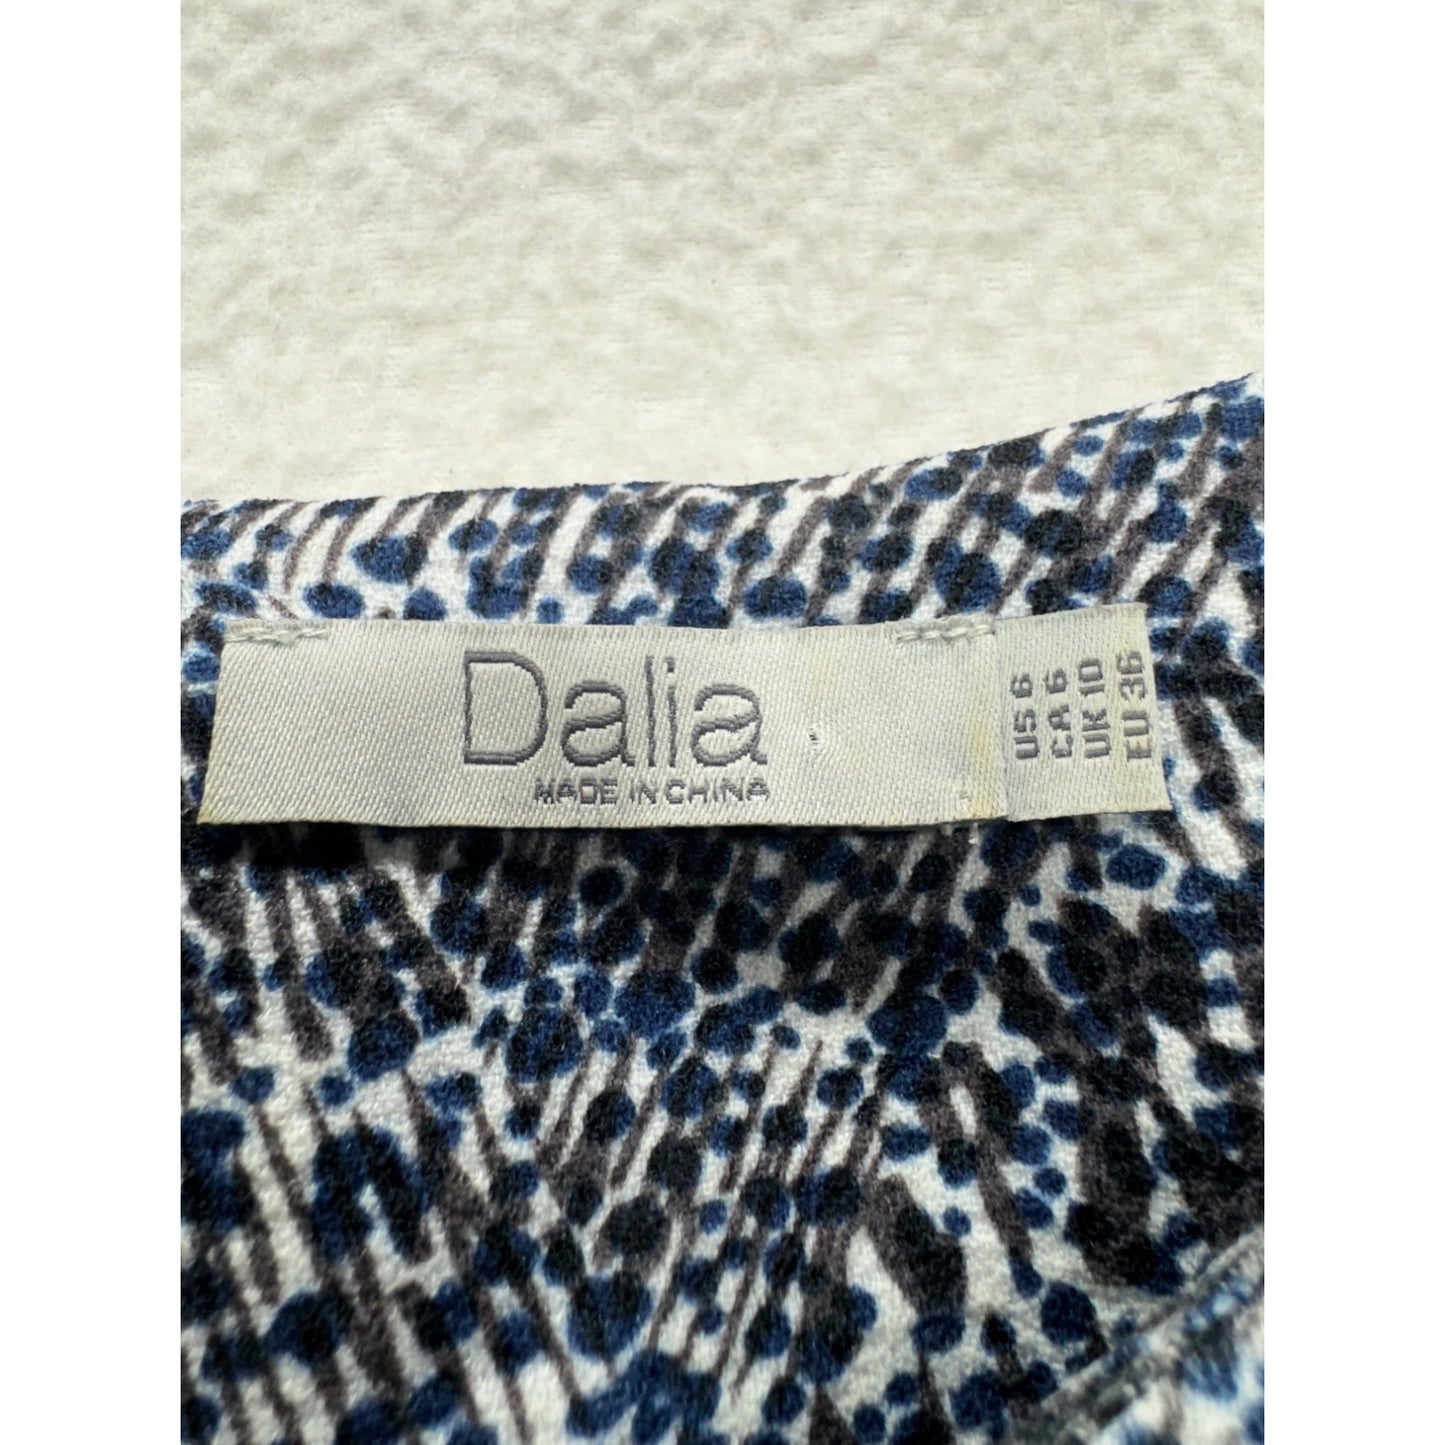 Dalia
MADE IN CHINA
US 6
CA 6
UK 10
EU 36